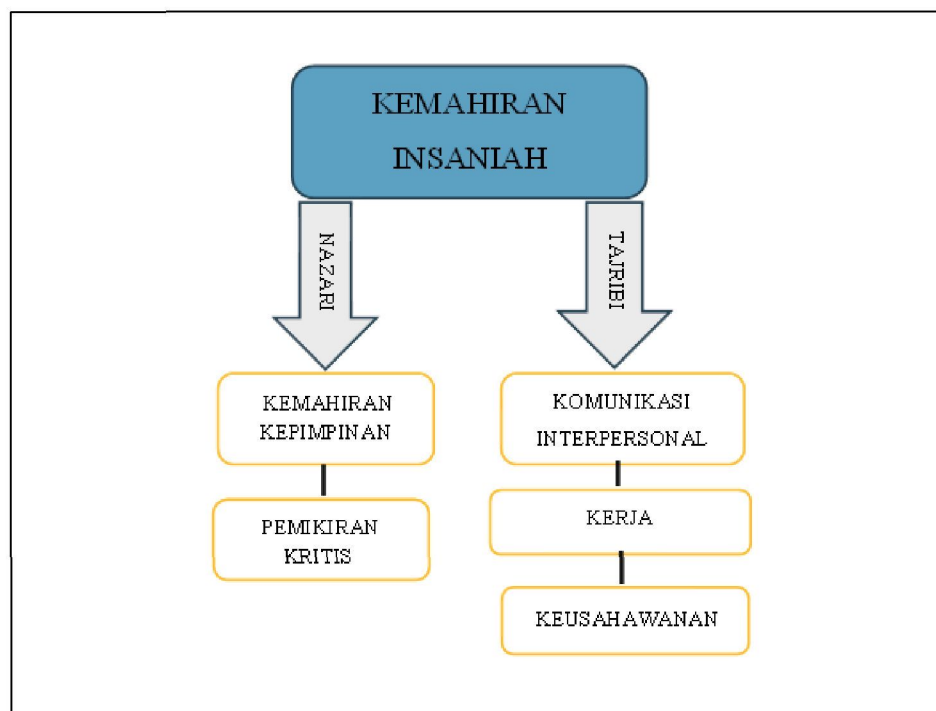 KEMAHIRAN
INSANIAH
NAZARI
TAJRIBI
KEMAHIRAN
KEPIMPINAN
PEMIKIRAN
KRITIS
KOMUNIKASI
INTERPERSONAL
KERJA
KEUSAHAWANAN